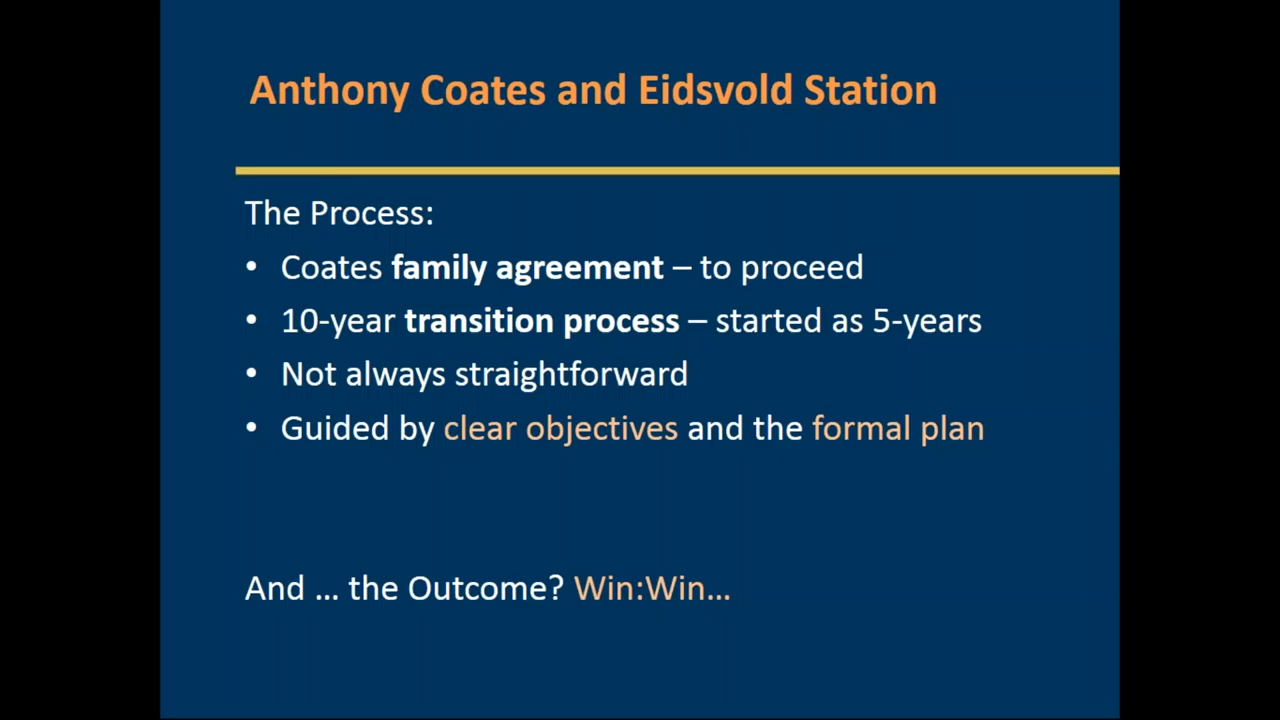 Anthony Coates and Eidsvold Station
The Process:
• Coates family agreement – to proceed
• 10-year transition process – started as 5-years
• Not always straightforward
• Guided by clear objectives and the formal plan
And … the Outcome? Win:Win…